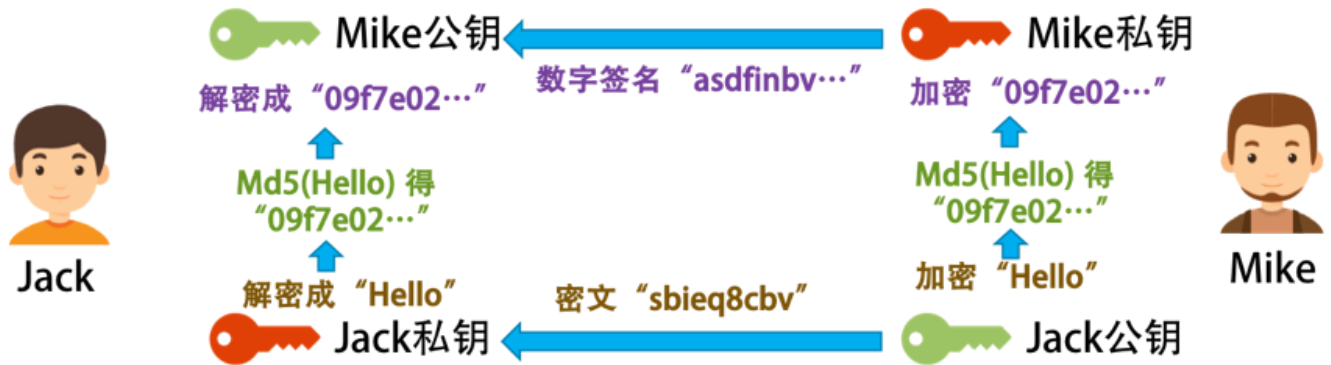 Mike公钥
Mike私钥
数字签名“asdfinbv…”
解密成“09f7e02…”
加密“09f7e02…”
Md5(Hello) 得
“09f7e02…”
Md5(Hello) 得
“09f7e02…”
Jack
Mike
解密成“Hello”
密文“sbieq8cbv”
加密“Hello”
Jack私钥
Jack公钥